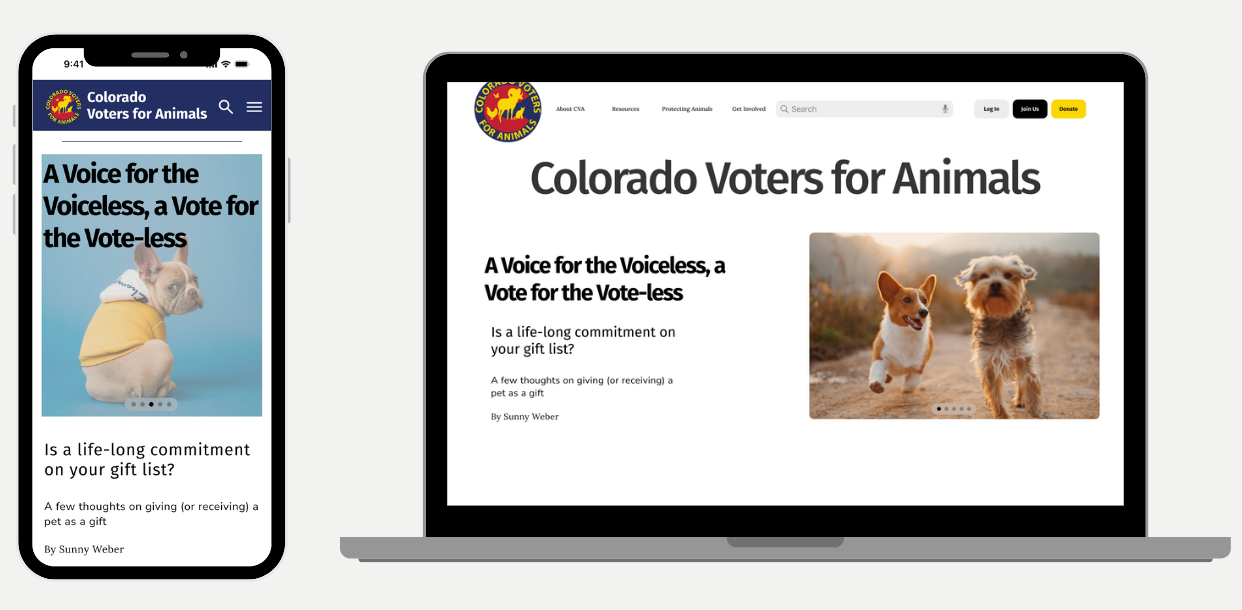 9:41
COLORADO VOTERS
FOR ANIMALS
Colorado
Voters for Animals
A Voice for the
Voiceless, a Vote for
the Vote-less
Is a life-long commitment
on your gift list?
A few thoughts on giving (or receiving) a
pet as a gift
By Sunny Weber
COLORADO VOTERS
FOR ANIMALS
About CVA
Resources
Protecting Animals
Get Involved
Search
Log In
Join Us
Donate
Colorado Voters for Animals
A Voice for the Voiceless, a
Vote for the Vote-less
Is a life-long commitment on
your gift list?
A few thoughts on giving (or receiving) a
pet as a gift
By Sunny Weber